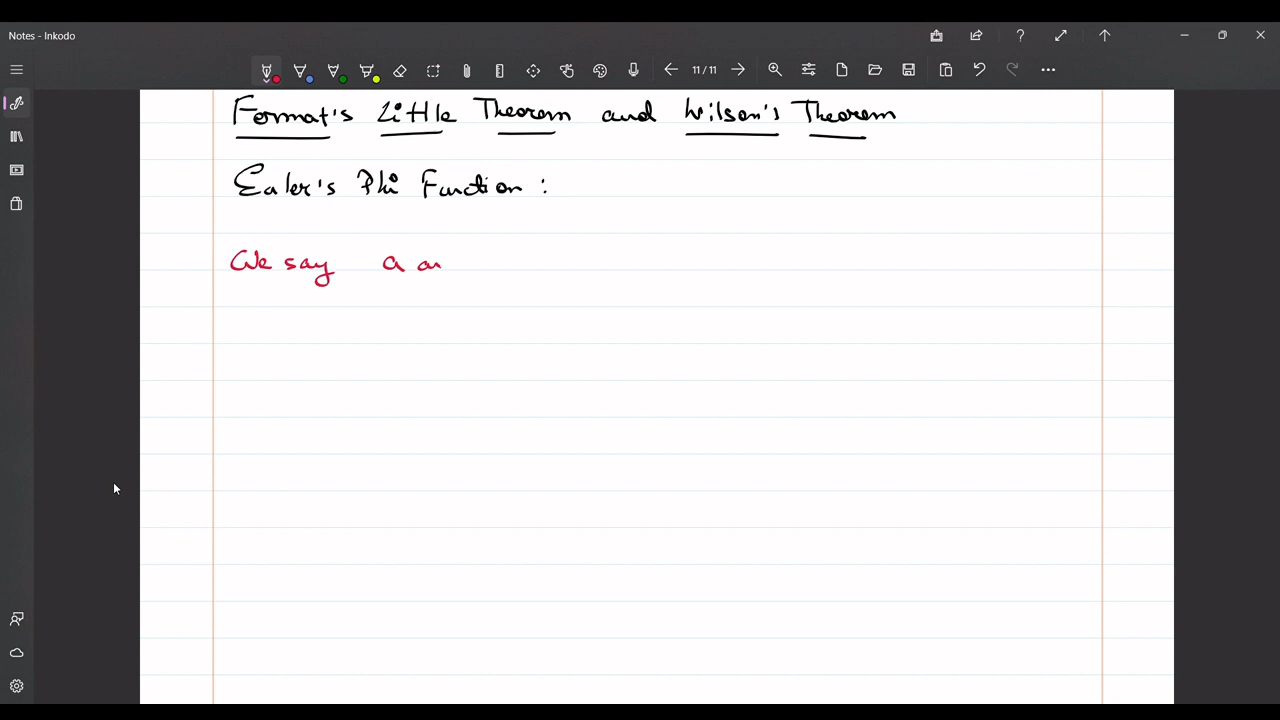 Notes - Inkodo
11/11
Fermat's Little Theorem and Wilson's Theorem
Euler's Phi Function :
We say a an